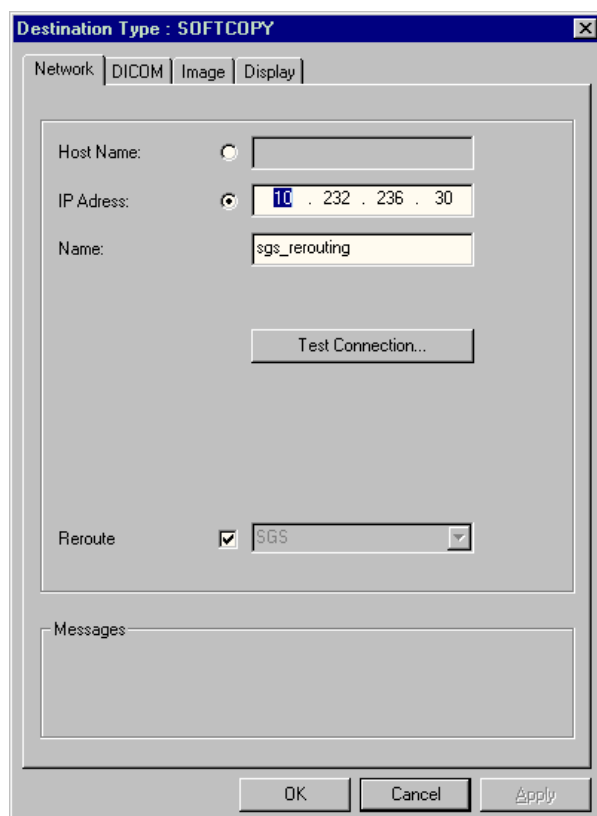 Destination Type : SOFTCOPY
Network DICOM Image Display
Host Name:
IP Adress: 10 . 232 . 236 . 30
Name: sgs_rerouting
Test Connection...
Reroute SGS
Messages
OK Cancel Apply